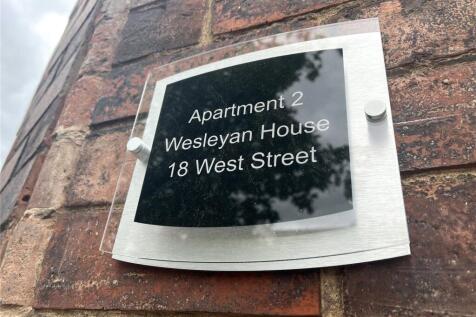 Apartment 2
Wesleyan House
18 West Street